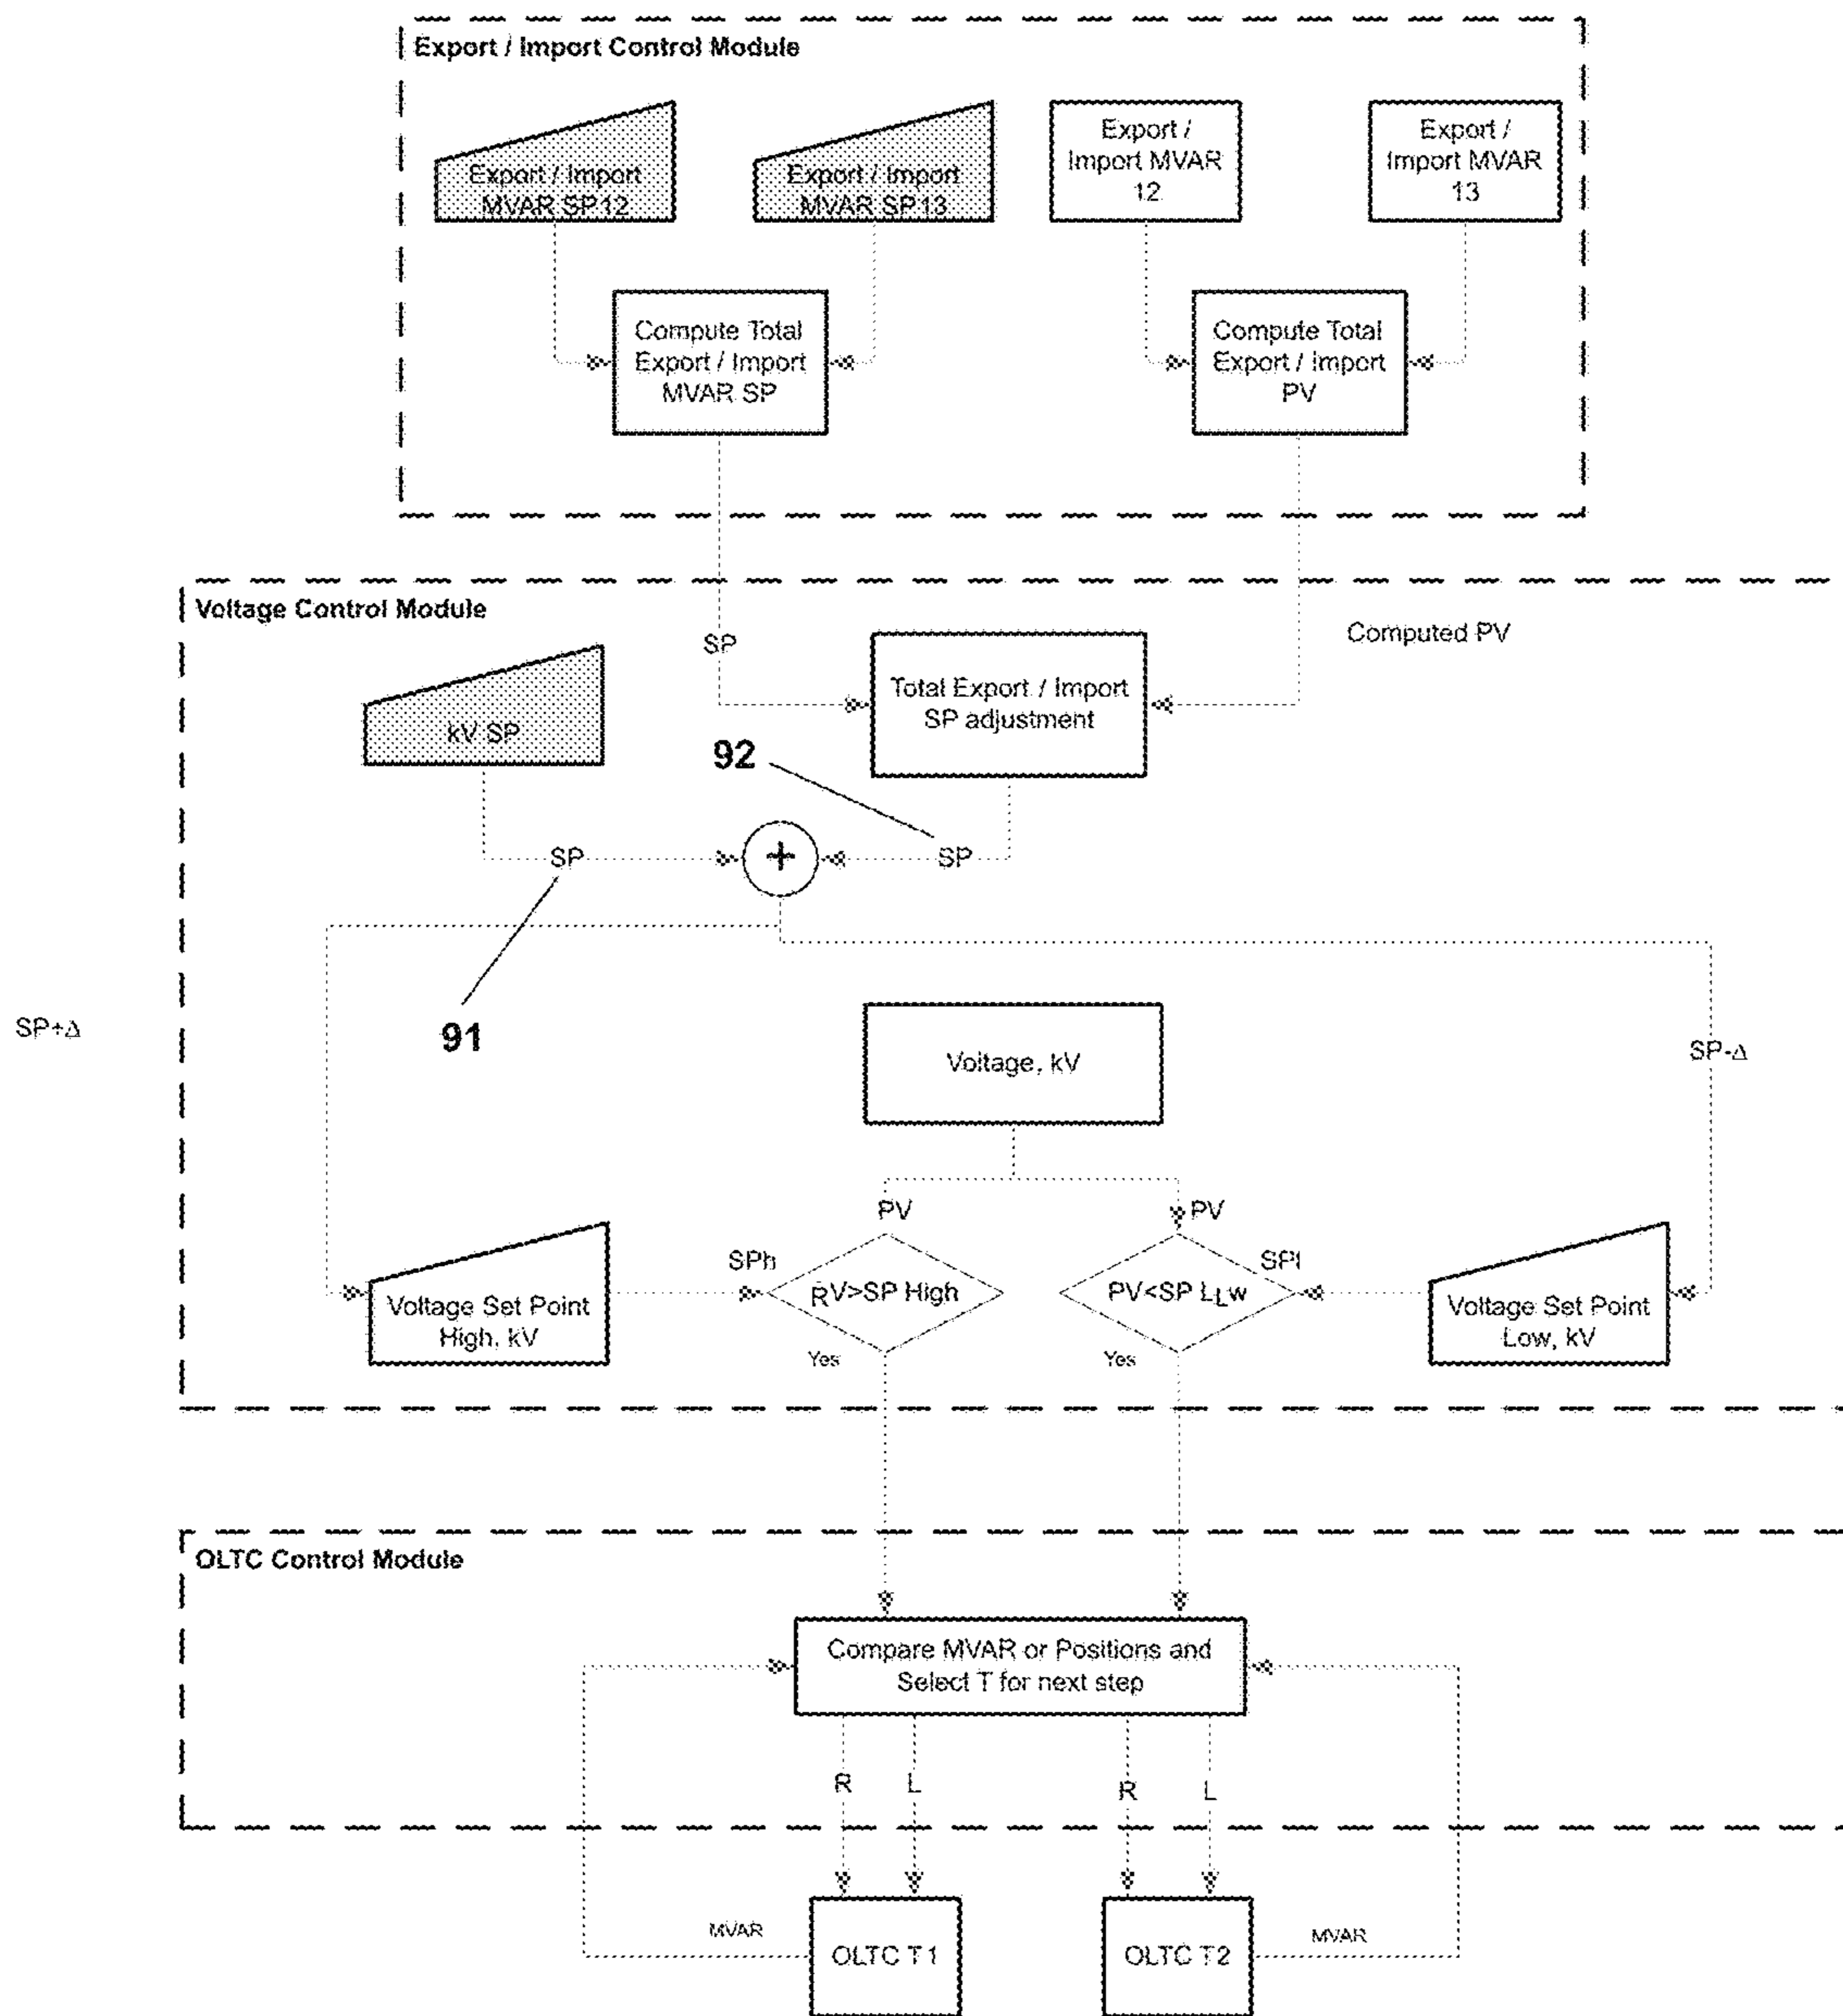 Export / Import Control Module
Export / Import
MVAR SP12
Export / Import
MVAR SP13
Export /
Import MVAR
12
Export /
Import MVAR
13
Compute Total
Export / Import
MVAR SP
Compute Total
Export / Import
PV
Voltage Control Module
SP
Computed PV
Total Export / Import
SP adjustment
kV SP
92
SP
SP
+
91
SP+Δ
SP-Δ
Voltage, kV
PV
PV
SPh
SPl
RV>SP High
PV<SP LLw
Voltage Set Point
High, kV
Voltage Set Point
Low, kV
Yes
Yes
OLTC Control Module
Compare MVAR or Positions and
Select T for next step
R
L
R
L
MVAR
OLTC T1
OLTC T2
MVAR